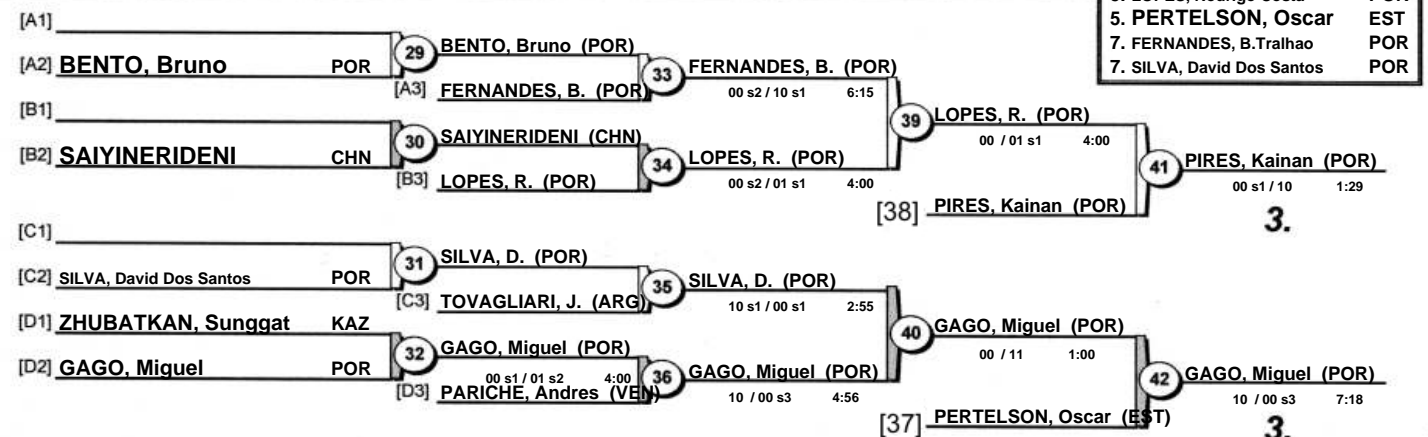 5. PERTELSON, Oscar EST
7. FERNANDES, B.Tralhao POR
7. SILVA, David Dos Santos POR
[A1]
[A2] BENTO, Bruno POR
29
BENTO, Bruno (POR)
[A3] FERNANDES, B. (POR)
33
FERNANDES, B. (POR)
00 s2 / 10 s1 6:15
[B1]
[B2] SAIYINERIDENI CHN
30
SAIYINERIDENI (CHN)
[B3] LOPES, R. (POR)
34
LOPES, R. (POR)
00 s2 / 01 s1 4:00
39
LOPES, R. (POR)
00 / 01 s1 4:00
[38] PIRES, Kainan (POR)
41
PIRES, Kainan (POR)
00 s1 / 10 1:29
3.
[C1]
[C2] SILVA, David Dos Santos POR
31
SILVA, D. (POR)
[C3] TOVAGLIARI, J. (ARG)
35
SILVA, D. (POR)
10 s1 / 00 s1 2:55
[D1] ZHUBATKAN, Sunggat KAZ
[D2] GAGO, Miguel POR
32
GAGO, Miguel (POR)
00 s1 / 01 s2 4:00
[D3] PARICHE, Andres (VEN)
36
GAGO, Miguel (POR)
10 / 00 s3 4:56
40
GAGO, Miguel (POR)
00 / 11 1:00
[37] PERTELSON, Oscar (EST)
42
GAGO, Miguel (POR)
10 / 00 s3 7:18
3.